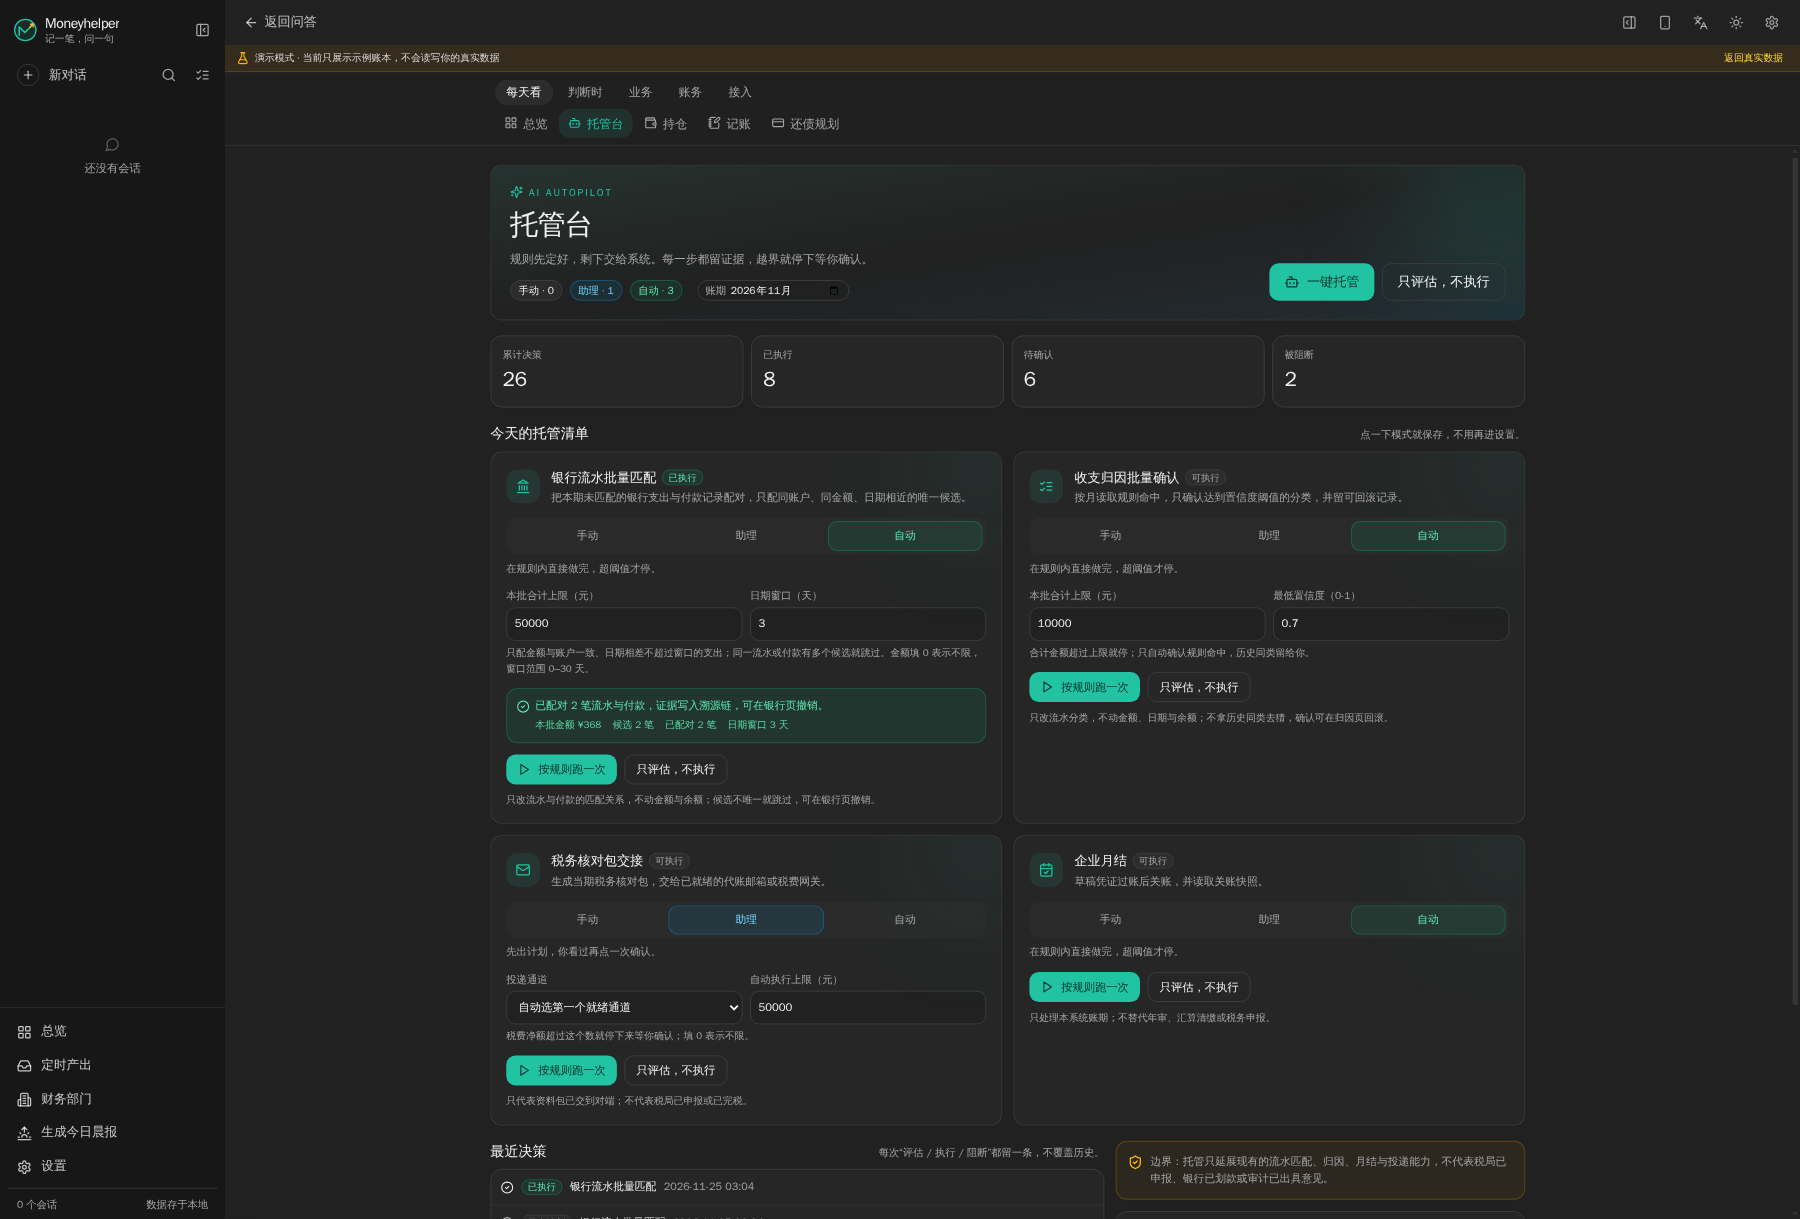 Moneyhelper
记一笔，问一句
新对话
还没有会话
总览
定时产出
财务部门
生成今日晨报
设置
0 个会话
数据存于本地
返回问答
演示模式 · 当前只展示示例账本，不会读写你的真实数据
返回真实数据
每天看
判断时
业务
账务
接入
总览
托管台
持仓
记账
还债规划
AI AUTOPILOT
托管台
规则先定好，剩下交给系统。每一步都留证据，越界就停下等你确认。
手动 · 0
助理 · 1
自动 · 3
账期 2026年11月
一键托管
只评估，不执行
累计决策
26
已执行
8
待确认
6
被阻断
2
今天的托管清单
点一下模式就保存，不用再进设置。
银行流水批量匹配 已执行
把本期未匹配的银行支出与付款记录配对，只配同账户、同金额、日期相近的唯一候选。
手动
助理
自动
在规则内直接做完，超阈值才停。
本批合计上限（元）
日期窗口（天）
50000
3
只配金额与账户一致、日期相差不超过窗口的支出；同一流水或付款有多个候选就跳过。金额填 0 表示不限，
窗口范围 0–30 天。
已配对 2 笔流水与付款，证据写入溯源链，可在银行页撤销。
本批金额 ¥368 候选 2 笔 已配对 2 笔 日期窗口 3 天
按规则跑一次
只评估，不执行
只改流水与付款的匹配关系，不动金额与余额；候选不唯一就跳过，可在银行页撤销。
收支归因批量确认 可执行
按月读取规则命中，只确认达到置信度阈值的分类，并留可回滚记录。
手动
助理
自动
在规则内直接做完，超阈值才停。
本批合计上限（元）
最低置信度（0-1）
10000
0.7
合计金额超过上限就停；只自动确认规则命中，历史同类留给你。
按规则跑一次
只评估，不执行
只改流水分类，不动金额、日期与余额；不拿历史同类去猜，确认可在归因页回滚。
税务核对包交接 可执行
生成当期税务核对包，交给已就绪的代账邮箱或税费网关。
手动
助理
自动
先出计划，你看过再点一次确认。
投递通道
自动执行上限（元）
自动选第一个就绪通道
50000
税费净额超过这个数就停下来等你确认；填 0 表示不限。
按规则跑一次
只评估，不执行
只代表资料包已交到对端；不代表税局已申报或已完税。
企业月结 可执行
草稿凭证过账后关账，并读取关账快照。
手动
助理
自动
在规则内直接做完，超阈值才停。
按规则跑一次
只评估，不执行
只处理本系统账期；不替代年审、汇算清缴或税务申报。
最近决策
每次“评估 / 执行 / 阻断”都留一条，不覆盖历史。
已执行 银行流水批量匹配 2026-11-25 03:04
边界：托管只延展现有的流水匹配、归因、月结与投递能力，不代表税局已
申报、银行已划款或审计已出具意见。